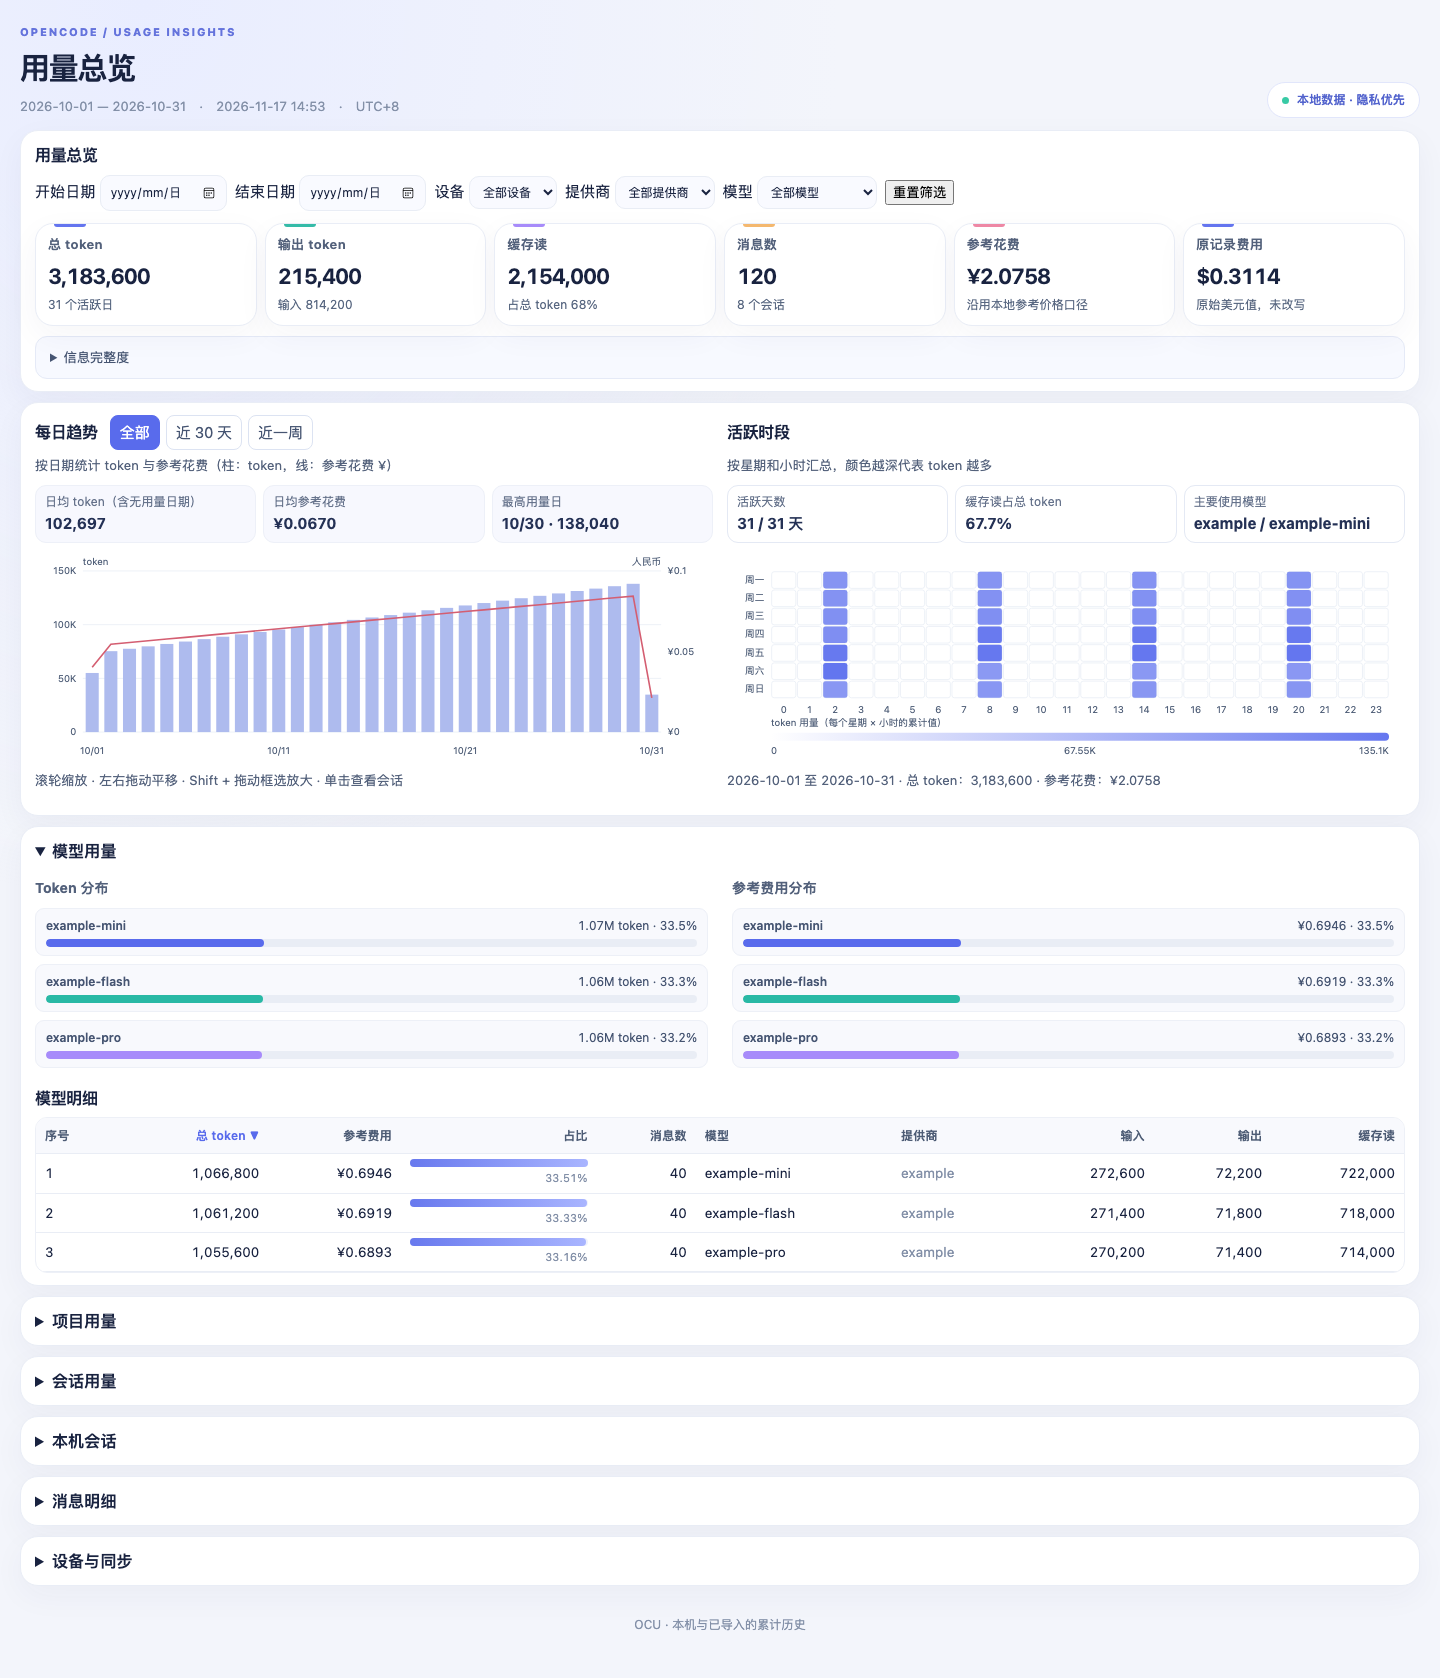 OPENCODE / USAGE INSIGHTS
用量总览
2026-10-01 — 2026-10-31 · 2026-11-17 14:53 · UTC+8
本地数据 · 隐私优先
用量总览
开始日期 yyyy/mm/日 结束日期 yyyy/mm/日 设备 全部设备 提供商 全部提供商 模型 全部模型 重置筛选
总 token
3,183,600
31 个活跃日
输出 token
215,400
输入 814,200
缓存读
2,154,000
占总 token 68%
消息数
120
8 个会话
参考花费
¥2.0758
沿用本地参考价格口径
原记录费用
$0.3114
原始美元值，未改写
▶ 信息完整度
每日趋势 全部 近 30 天 近一周
按日期统计 token 与参考花费（柱：token，线：参考花费 ¥）
日均 token（含无用量日期）
102,697
日均参考花费
¥0.0670
最高用量日
10/30 · 138,040
token 人民币
150K ¥0.1
100K
¥0.05
50K
0 ¥0
10/01 10/11 10/21 10/31
滚轮缩放 · 左右拖动平移 · Shift + 拖动框选放大 · 单击查看会话
活跃时段
按星期和小时汇总，颜色越深代表 token 越多
活跃天数
31 / 31 天
缓存读占总 token
67.7%
主要使用模型
example / example-mini
周一
周二
周三
周四
周五
周六
周日
0 1 2 3 4 5 6 7 8 9 10 11 12 13 14 15 16 17 18 19 20 21 22 23
token 用量（每个星期 × 小时的累计值）
0 67.55K 135.1K
2026-10-01 至 2026-10-31 · 总 token：3,183,600 · 参考花费：¥2.0758
▼ 模型用量
Token 分布
example-mini 1.07M token · 33.5%
example-flash 1.06M token · 33.3%
example-pro 1.06M token · 33.2%
参考费用分布
example-mini ¥0.6946 · 33.5%
example-flash ¥0.6919 · 33.3%
example-pro ¥0.6893 · 33.2%
模型明细
序号 总 token ▼ 参考费用 占比 消息数 模型 提供商 输入 输出 缓存读
1 1,066,800 ¥0.6946 33.51% 40 example-mini example 272,600 72,200 722,000
2 1,061,200 ¥0.6919 33.33% 40 example-flash example 271,400 71,800 718,000
3 1,055,600 ¥0.6893 33.16% 40 example-pro example 270,200 71,400 714,000
▶ 项目用量
▶ 会话用量
▶ 本机会话
▶ 消息明细
▶ 设备与同步
OCU · 本机与已导入的累计历史